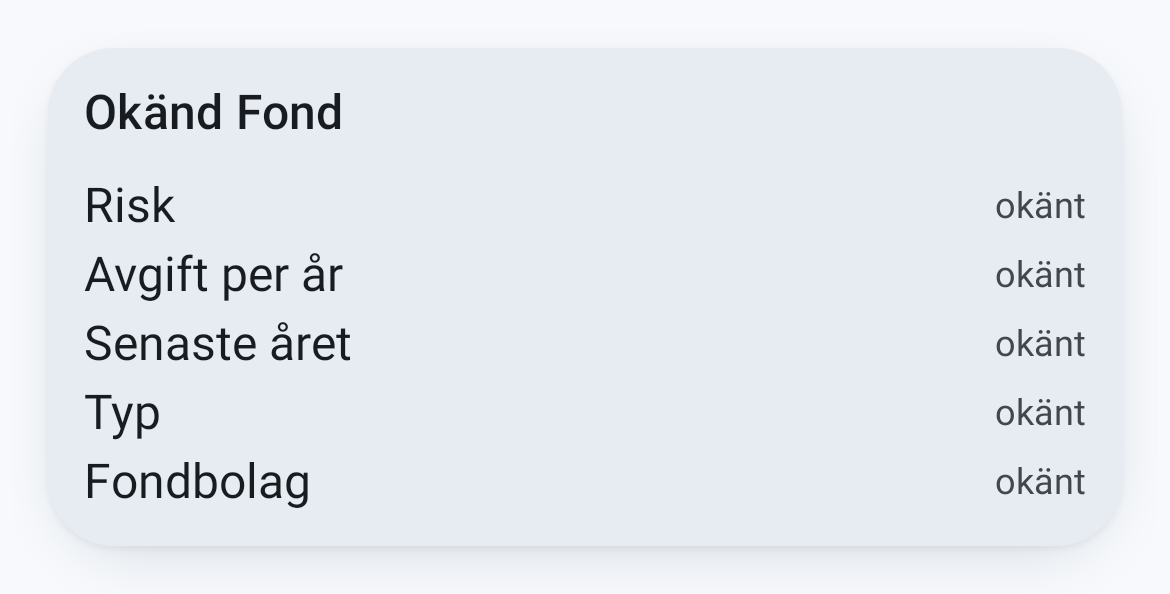 Okänd Fond
Risk okänt
Avgift per år okänt
Senaste året okänt
Typ okänt
Fondbolag okänt